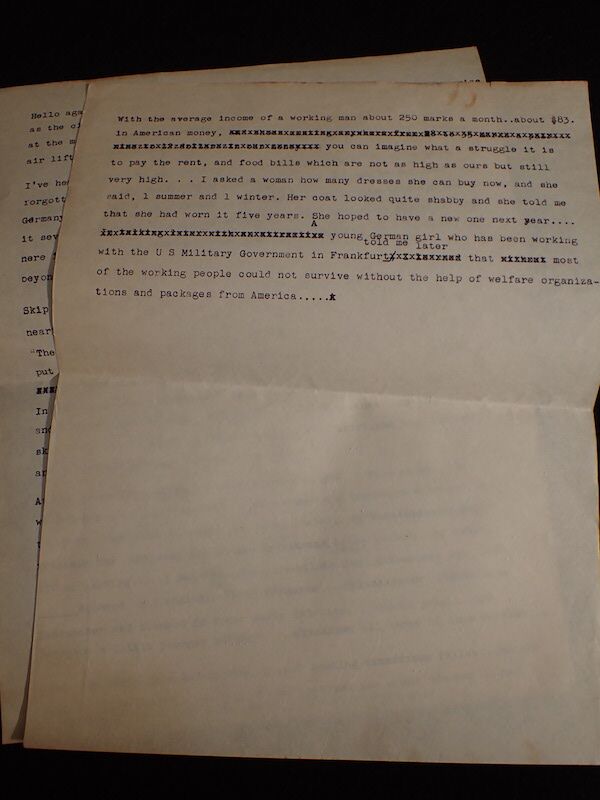 Hello aga
as the o
at the m
air lift
I've he
forgott
Germany
it sev
here
beyon
Skip
near
"The
put
In
and
sk
an
A
w
With the average income of a working man about 250 marks a month..about $83.
in American money,
you can imagine what a struggle it is
to pay the rent, and food bills which are not as high as ours but still
very high. . . I asked a woman how many dresses she can buy now, and she
said, 1 summer and 1 winter. Her coat looked quite shabby and she told me
that she had worn it five years. She hoped to have a new one next year....
A
young German girl who has been working
told me later
with the U S Military Government in Frankfurt that most
of the working people could not survive without the help of welfare organiza-
tions and packages from America.....